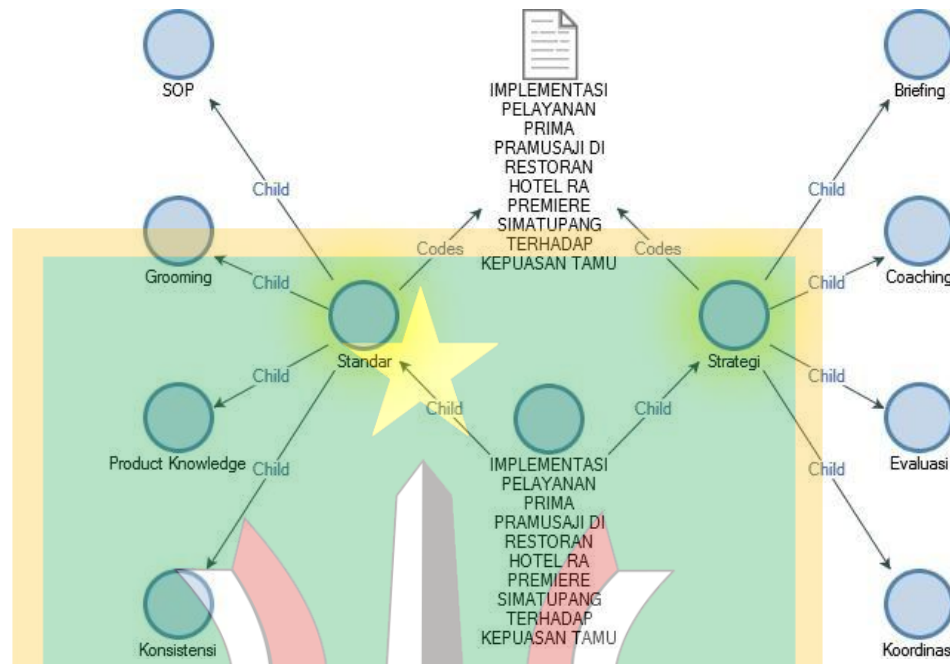 SOP
IMPLEMENTASI
PELAYANAN
PRIMA
PRAMUSAJI DI
RESTORAN
HOTEL RA
PREMIERE
SIMATUPANG
TERHADAP
KEPUASAN TAMU
Briefing
Child
Child
Grooming
Codes
Codes
Coaching
Child
Child
Standar
Strategi
Child
Child
Child
Child
Product Knowledge
Evaluasi
Child
Child
IMPLEMENTASI
PELAYANAN
PRIMA
PRAMUSAJI DI
RESTORAN
HOTEL RA
PREMIERE
SIMATUPANG
TERHADAP
KEPUASAN TAMU
Konsistensi
Koordinas